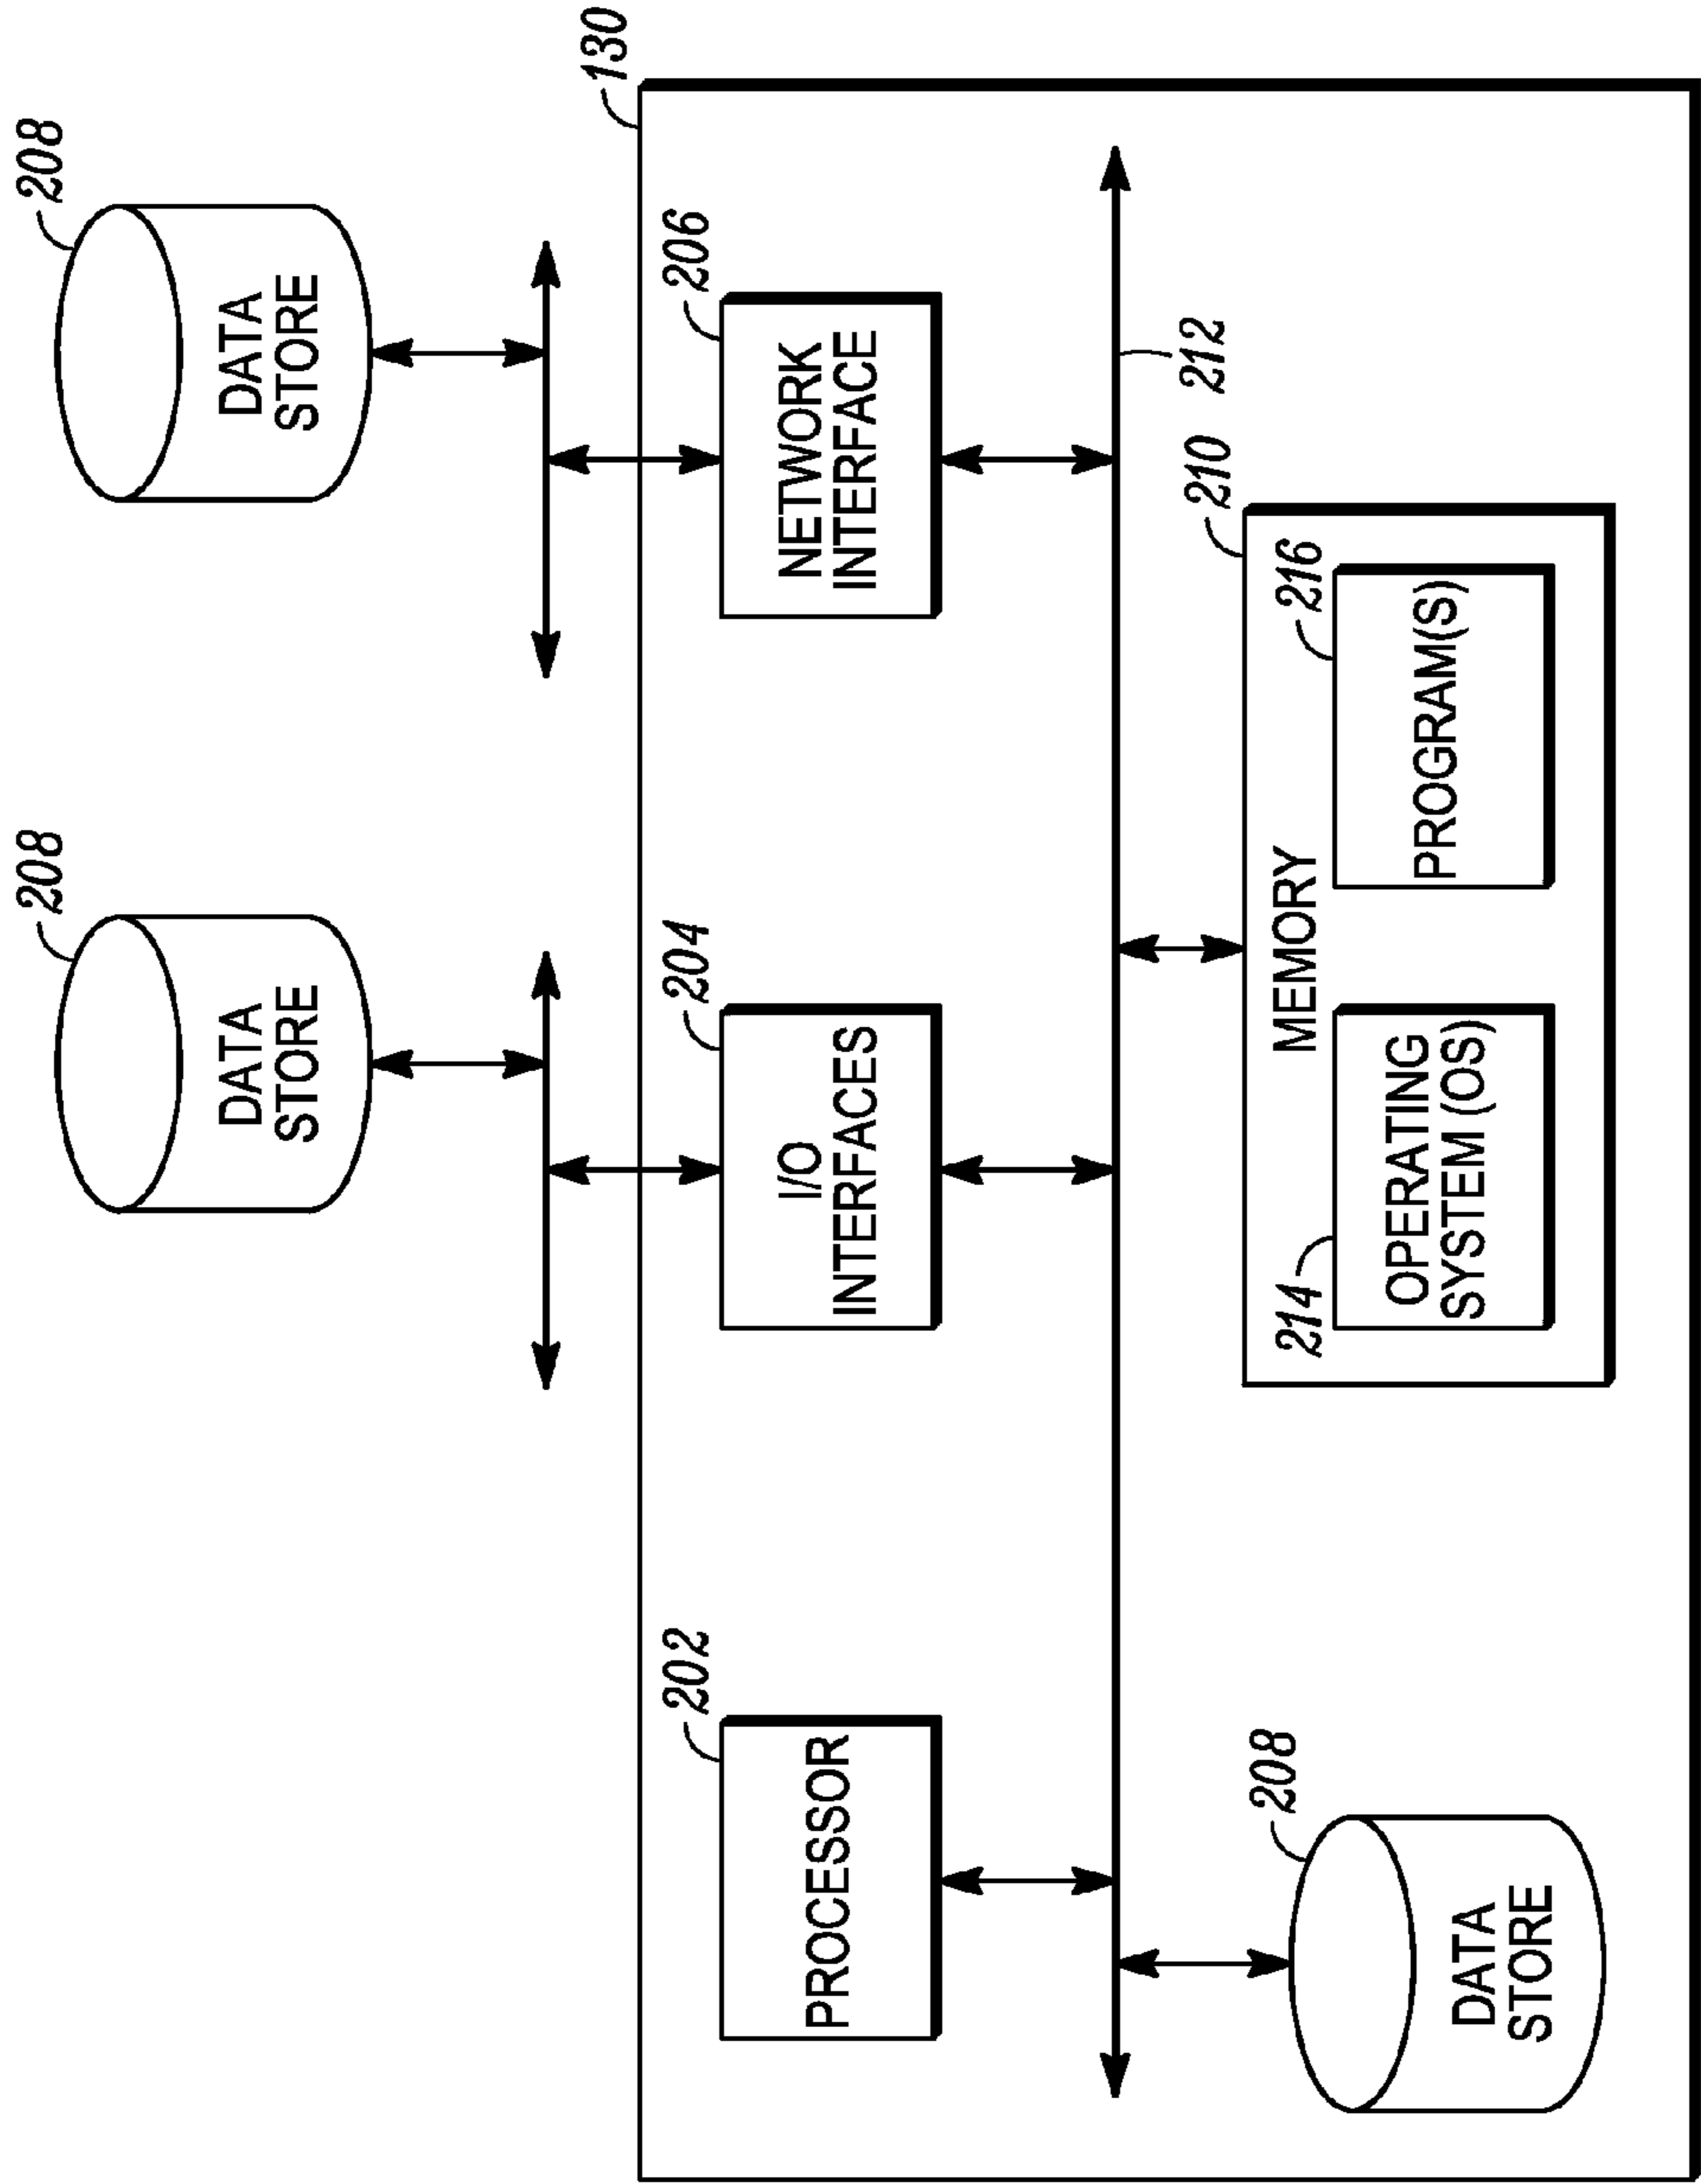 208
DATA
STORE
208
DATA
STORE
130
202
PROCESSOR
204
I/O
INTERFACES
206
NETWORK
INTERFACE
212
208
DATA
STORE
210
MEMORY
214
OPERATING
SYSTEM (OS)
216
PROGRAM(S)